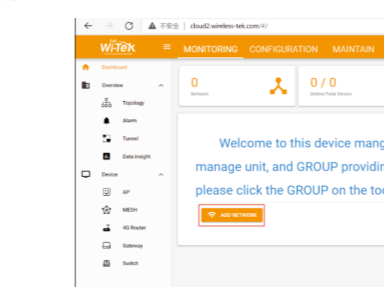 不安全 | cloud2.wireless-tek.com/#/
Wi-Tek
MONITORING CONFIGURATION MAINTAIN
Dashboard
Overview
Topology
Alarm
Tunnel
Data insight
Device
AP
MESH
4G Router
Gateway
Switch
0
Network
0 / 0
Online/Total Device
Welcome to this device mang
manage unit, and GROUP providin
please click the GROUP on the too
ADD NETWORK